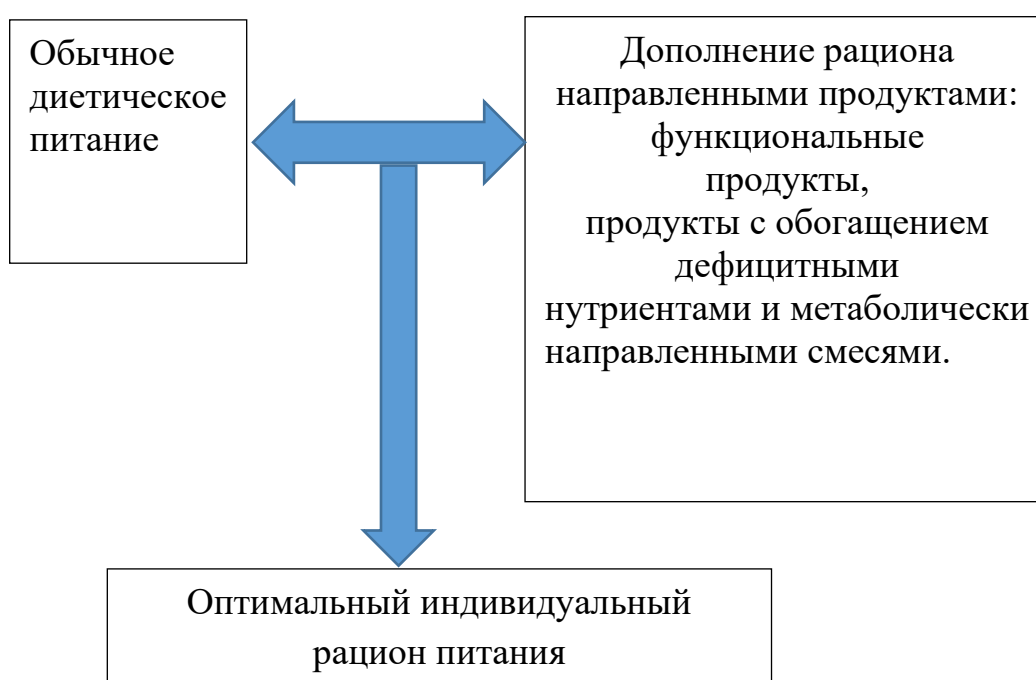 Обычное
диетическое
питание
Дополнение рациона
направленными продуктами:
функциональные
продукты,
продукты с обогащением
дефицитными
нутриентами и метаболически
направленными смесями.
Оптимальный индивидуальный
рацион питания